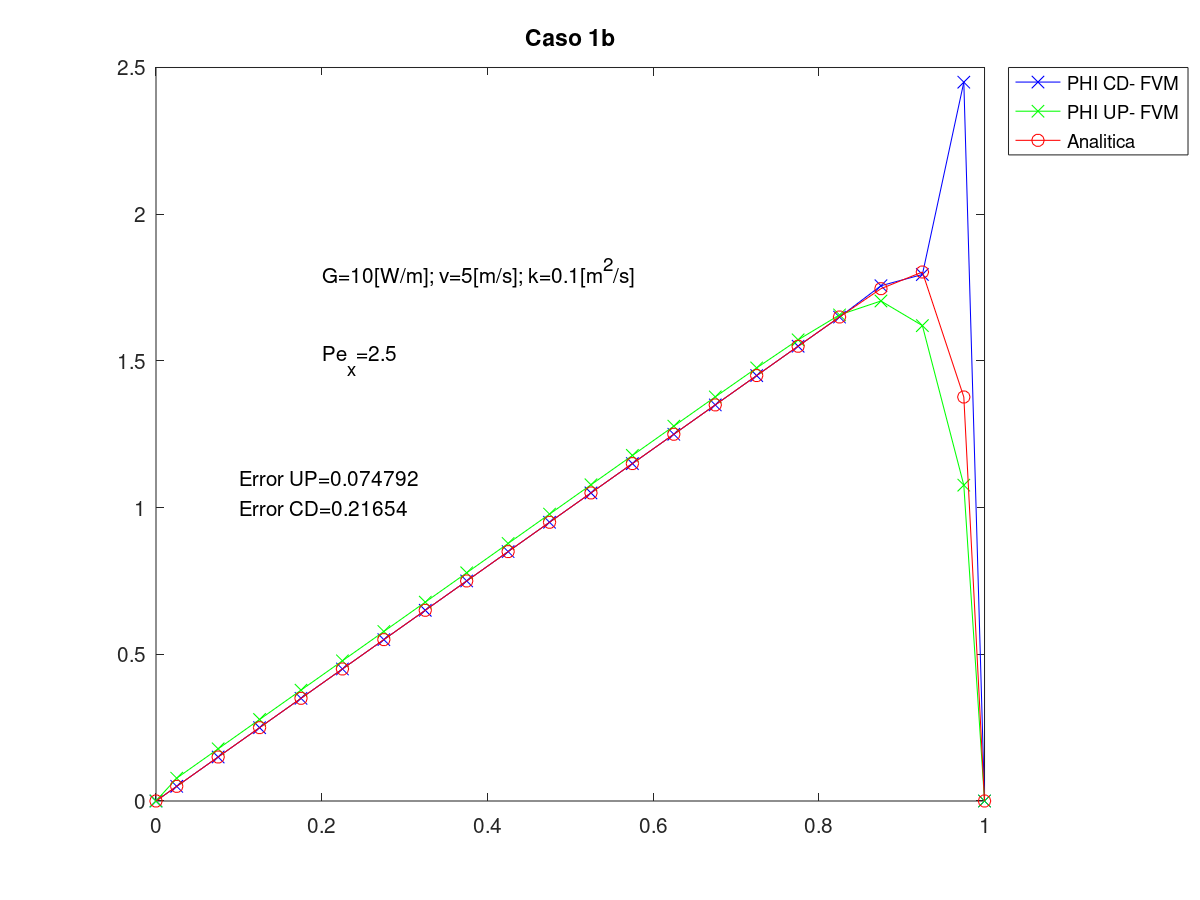 Caso 1b
2.5
2
1.5
1
0.5
0
0
0.2
0.4
0.6
0.8
1
G=10[W/m]; v=5[m/s]; k=0.1[m²/s]
Peₓ=2.5
Error UP=0.074792
Error CD=0.21654
PHI CD- FVM
PHI UP- FVM
Analitica